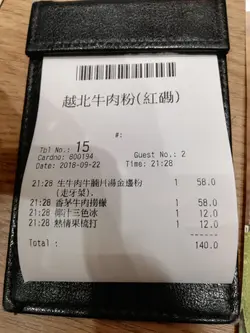 越北牛肉粉(紅磡)
#:
Tbl No.: 15
Cardno: 800194 Guest No.: 2
Date: 2018-09-22 Time: 21:28
21:28 生牛肉牛腩片湯金邊粉 1 58.0
(走牙菜),
21:28 香茅牛肉撈檬 1 58.0
21:28 椰汁三色冰 1 12.0
21:28 熱情果梳打 1 12.0
Total : 140.0